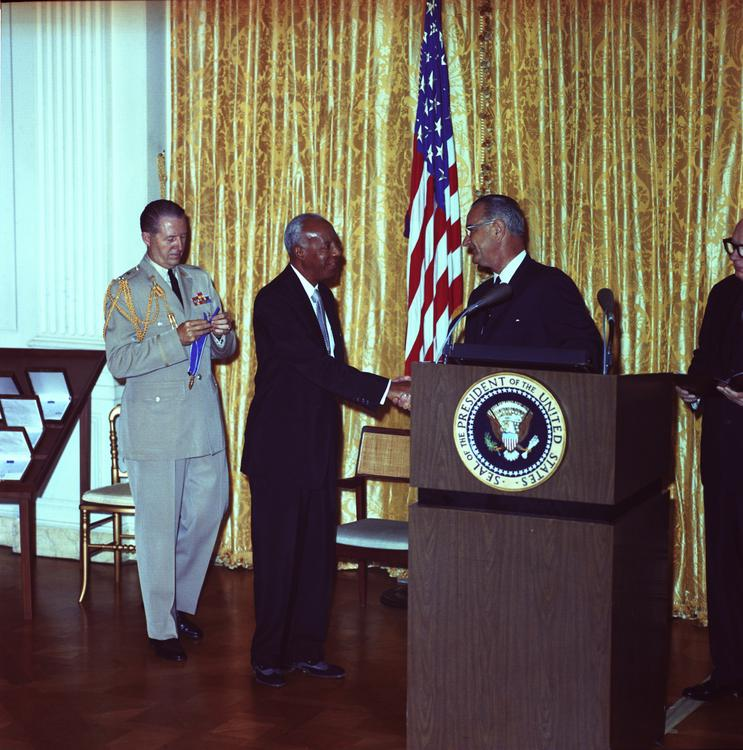 SEAL OF THE PRESIDENT OF THE UNITED STATES